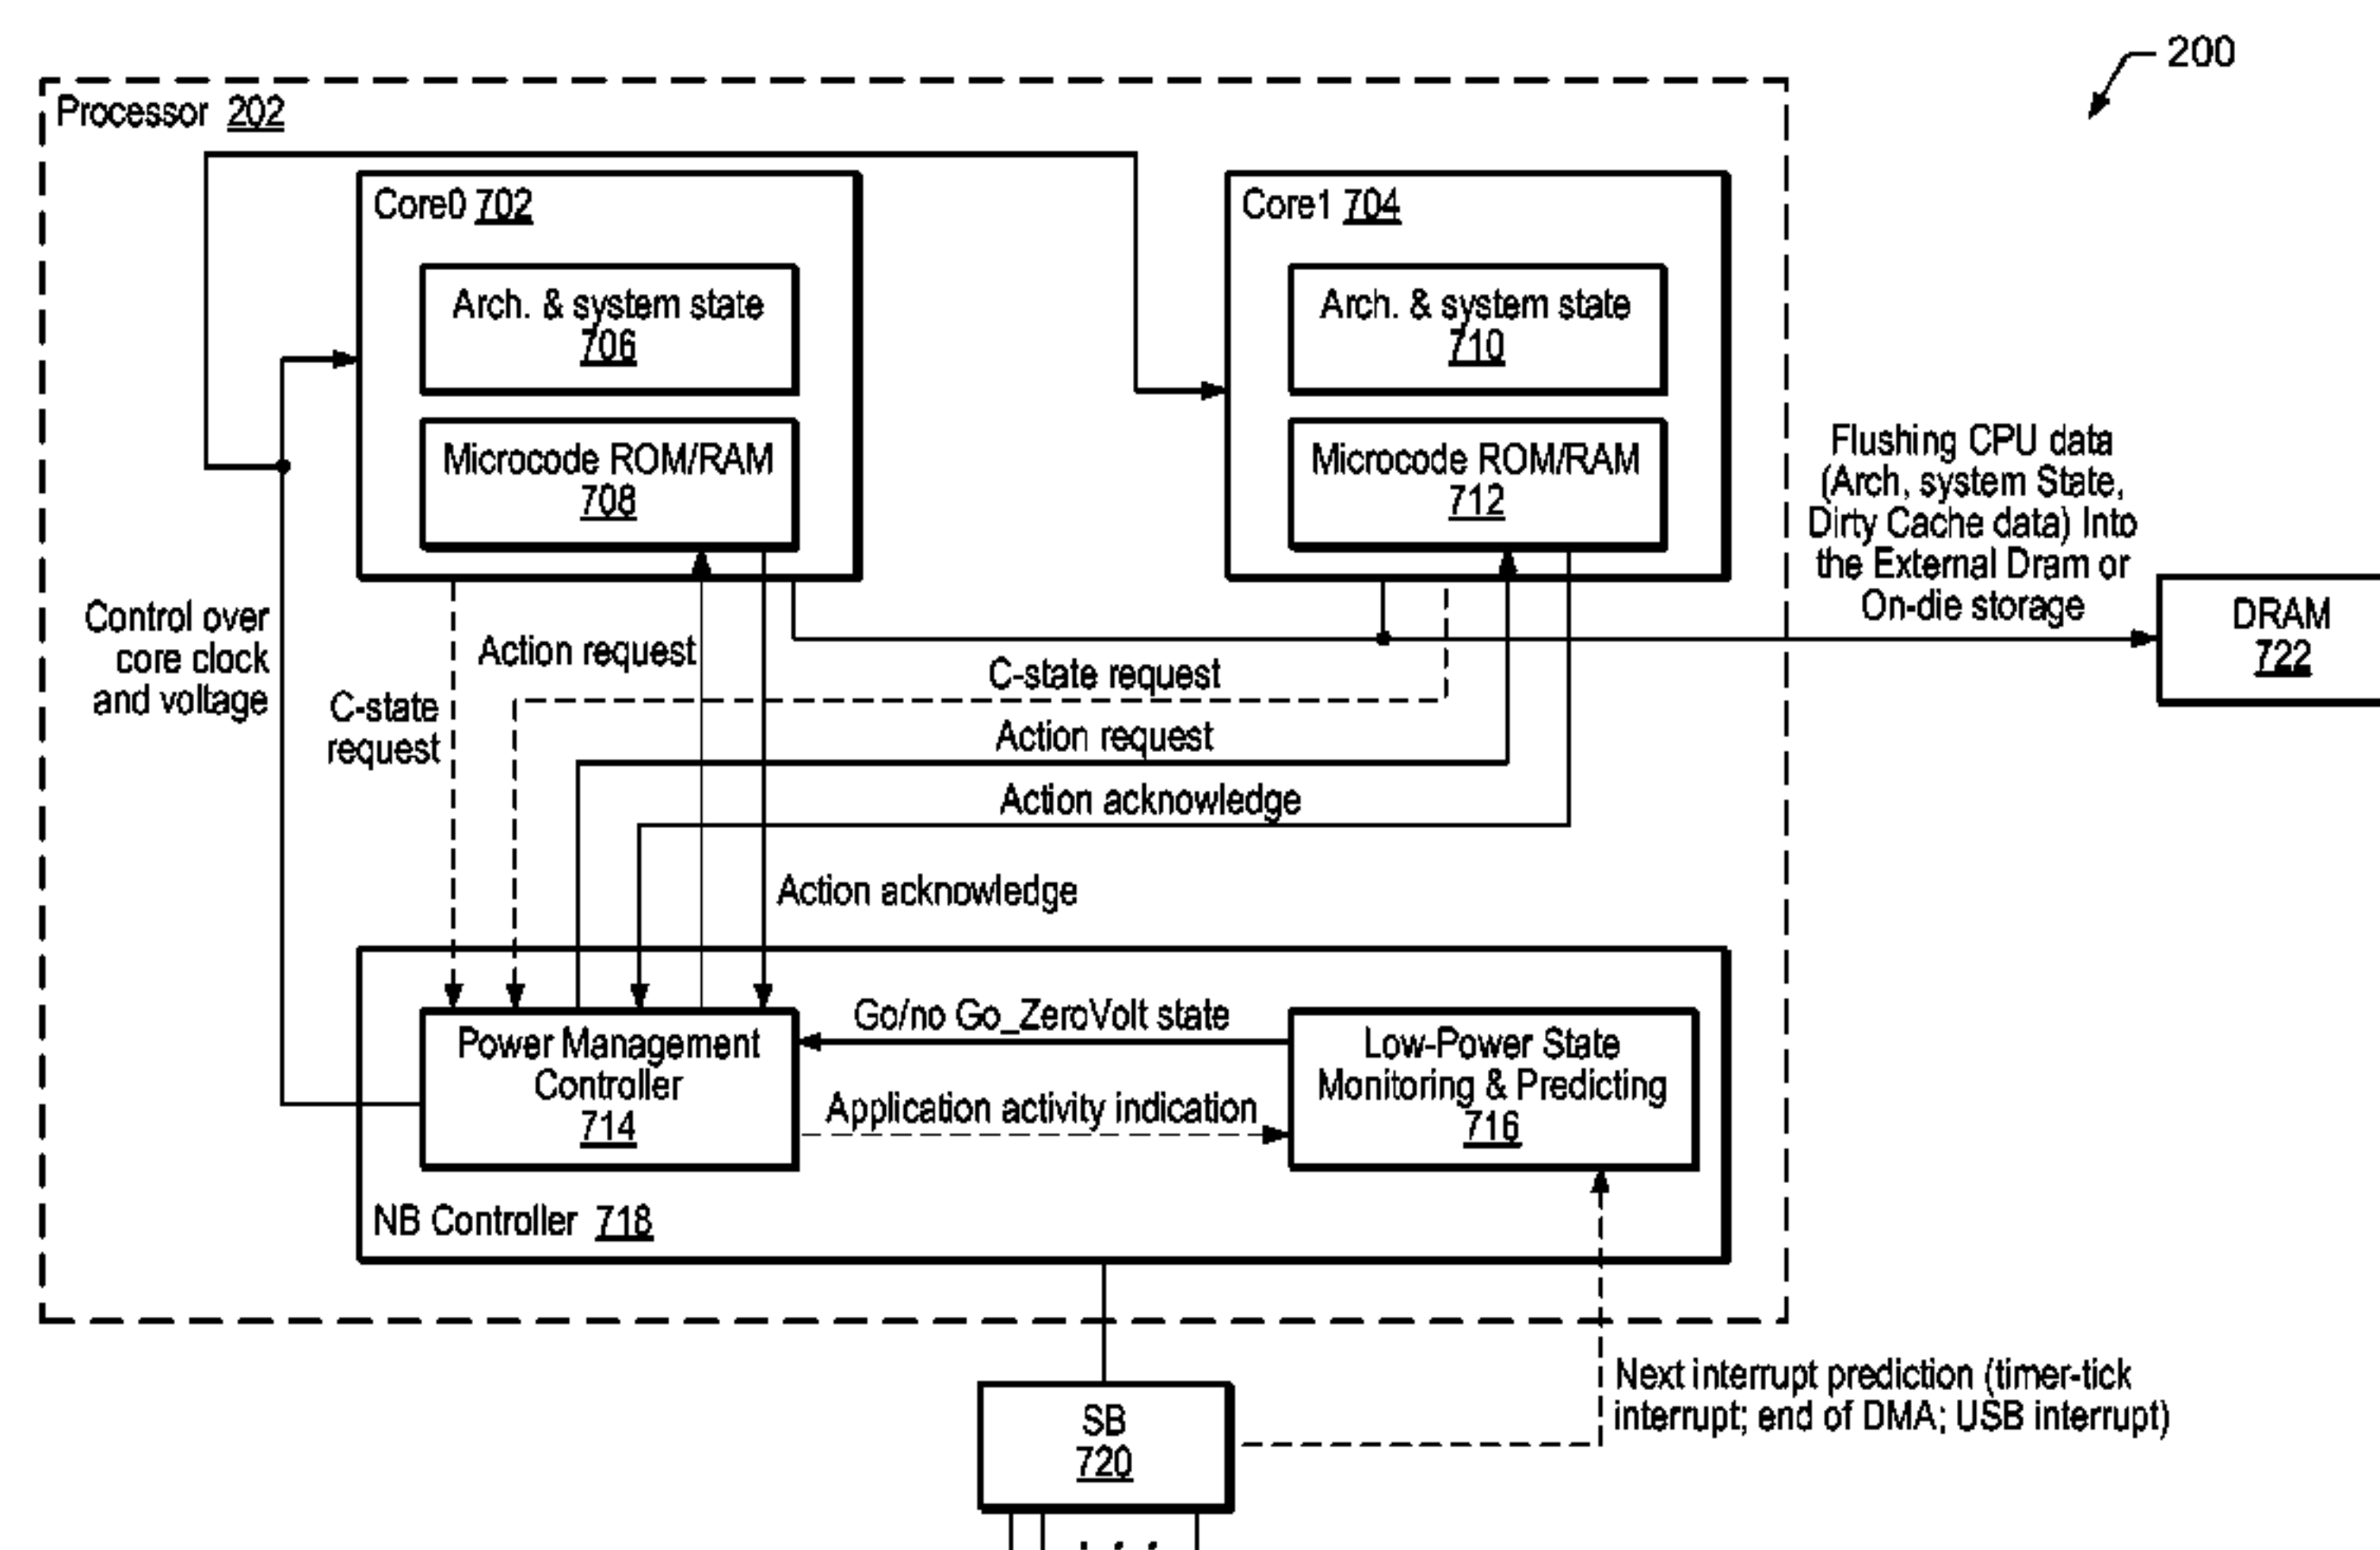 200
Processor 202
Core0 702
Arch. & system state
706
Microcode ROM/RAM
708
Core1 704
Arch. & system state
710
Microcode ROM/RAM
712
Flushing CPU data
(Arch, system State,
Dirty Cache data) Into
the External Dram or
On-die storage
DRAM
722
Control over
core clock
and voltage
C-state
request
Action request
C-state request
Action request
Action acknowledge
Action acknowledge
Power Management
Controller
714
Go/no Go_ZeroVolt state
Application activity indication
Low-Power State
Monitoring & Predicting
716
NB Controller 718
SB
720
Next interrupt prediction (timer-tick
interrupt; end of DMA; USB interrupt)